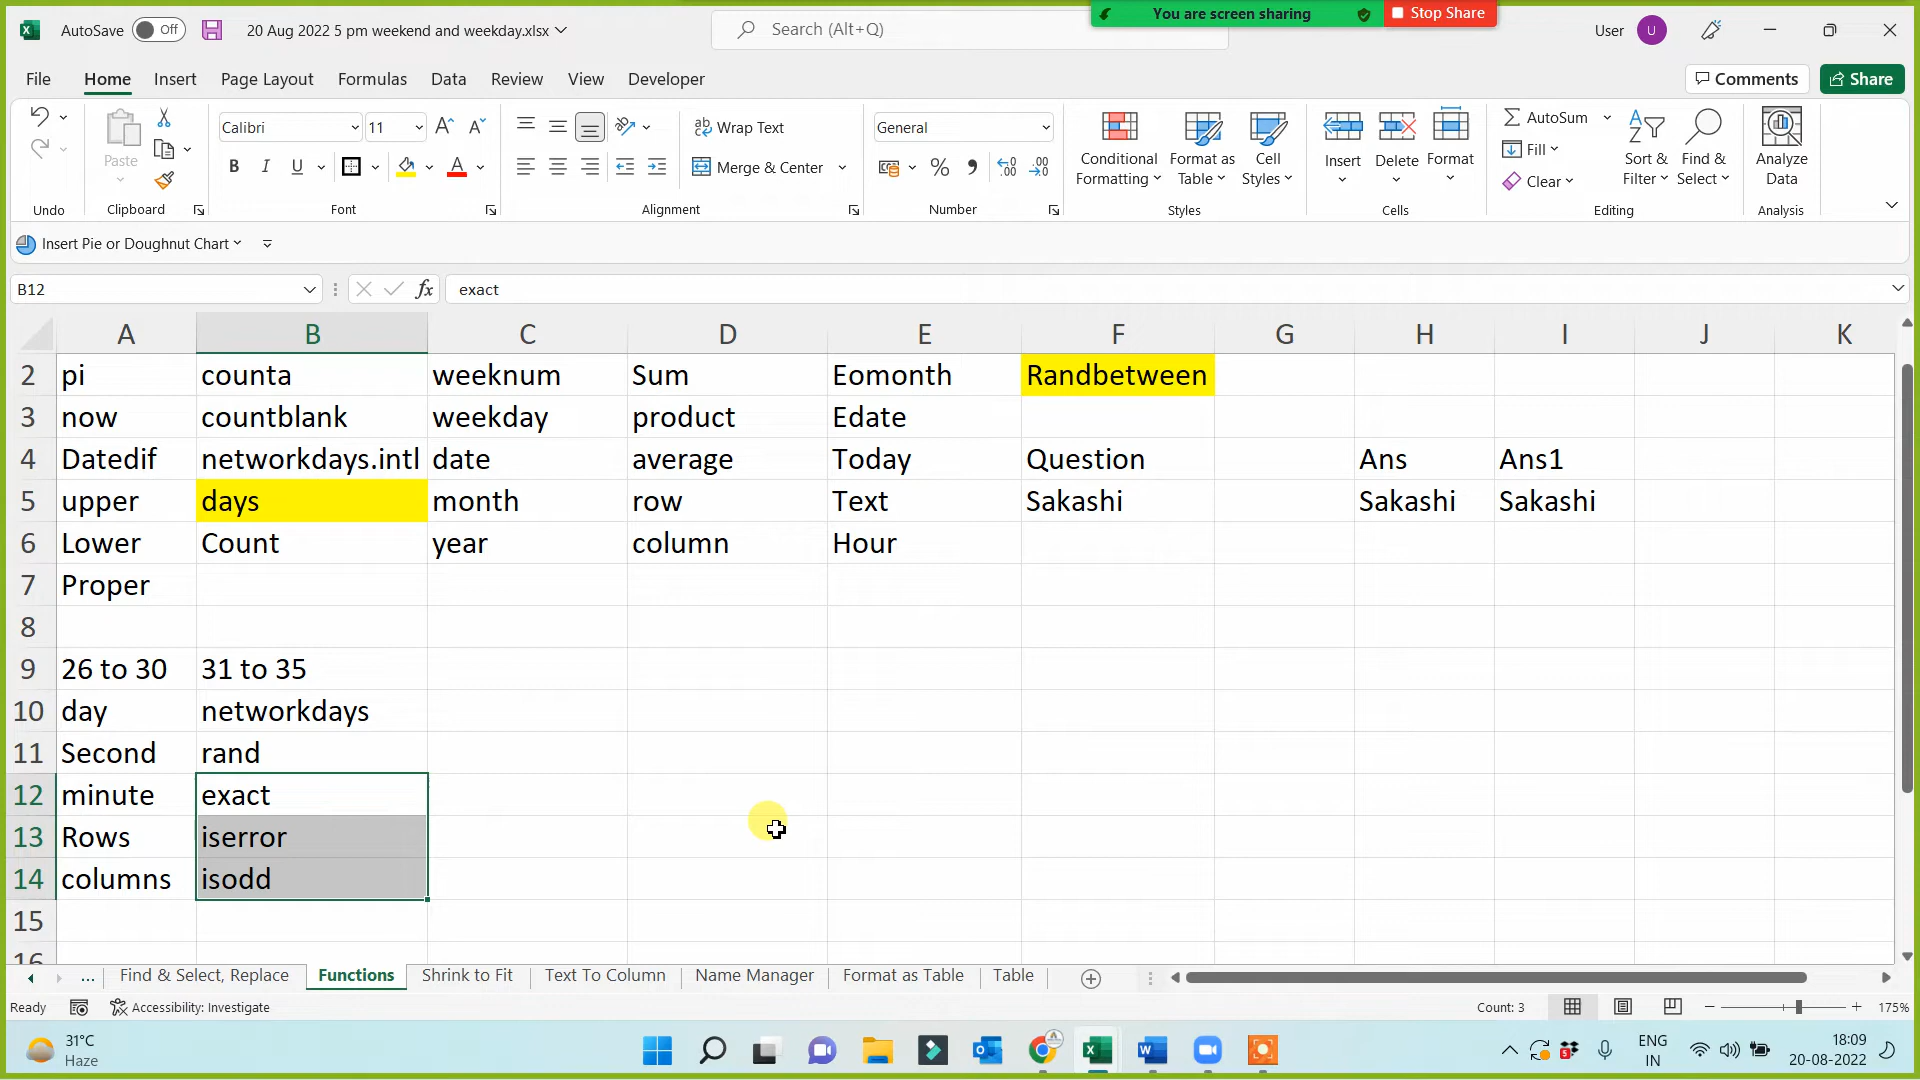 You are screen sharing Stop Share
AutoSave Off 20 Aug 2022 5 pm weekend and weekday.xlsx Search (Alt+Q) User U
File Home Insert Page Layout Formulas Data Review View Developer Comments Share
Paste Calibri 11 Wrap Text General Conditional Formatting Format as Table Cell Styles Insert Delete Format AutoSum Fill Clear Sort & Filter Find & Select Analyze Data
B I U Merge & Center
Undo Clipboard Font Alignment Number Styles Cells Editing Analysis
Insert Pie or Doughnut Chart
B12 fx exact
A B C D E F G H I J K
2 pi counta weeknum Sum Eomonth Randbetween
3 now countblank weekday product Edate
4 Datedif networkdays.intl date average Today Question Ans Ans1
5 upper days month row Text Sakashi Sakashi Sakashi
6 Lower Count year column Hour
7 Proper
8
9 26 to 30 31 to 35
10 day networkdays
11 Second rand
12 minute exact
13 Rows iserror
14 columns isodd
15
16
... Find & Select, Replace Functions Shrink to Fit Text To Column Name Manager Format as Table Table
Ready Accessibility: Investigate Count: 3 175%
31°C
Haze
ENG
IN
18:09
20-08-2022